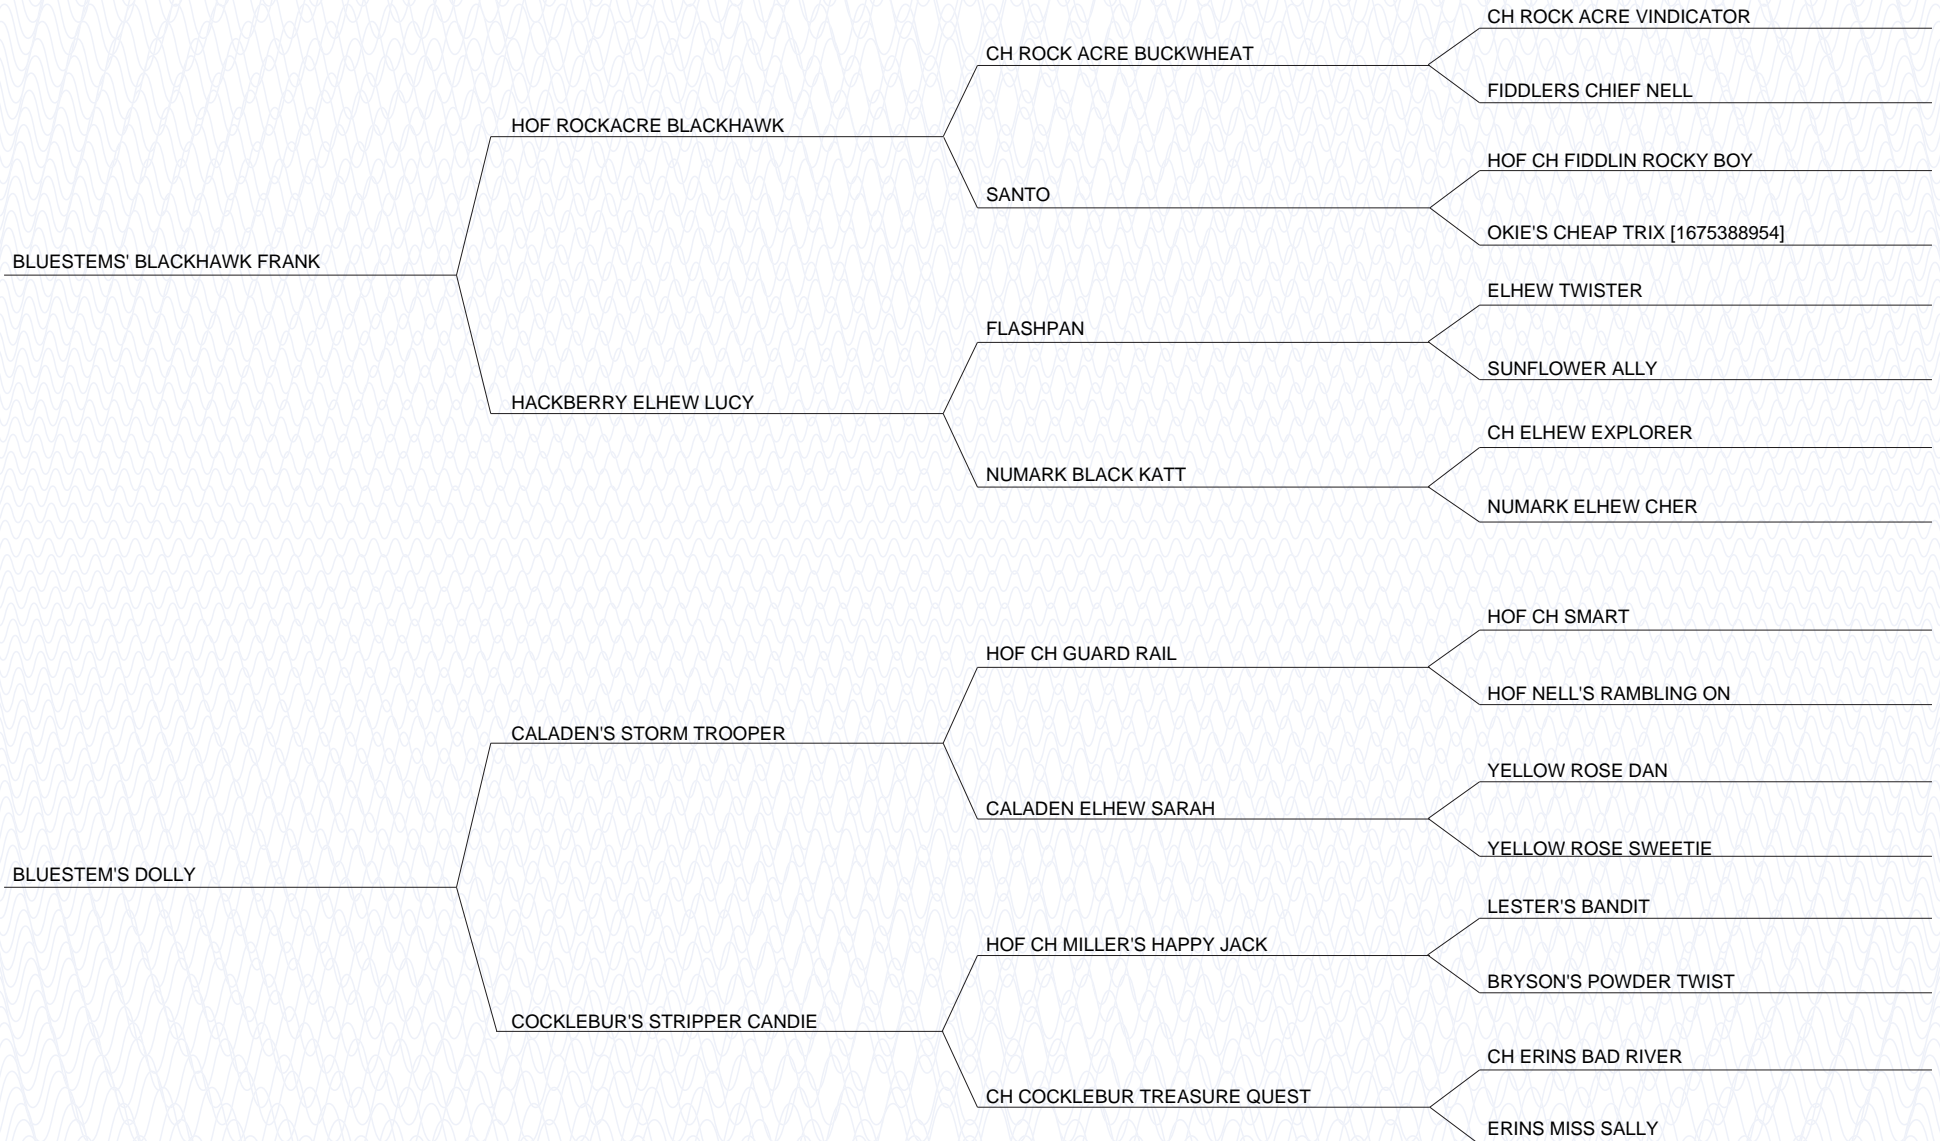 CH ROCK ACRE VINDICATOR
CH ROCK ACRE BUCKWHEAT
FIDDLERS CHIEF NELL
HOF ROCKACRE BLACKHAWK
HOF CH FIDDLIN ROCKY BOY
SANTO
OKIE'S CHEAP TRIX [1675388954]
BLUESTEMS' BLACKHAWK FRANK
ELHEW TWISTER
FLASHPAN
SUNFLOWER ALLY
HACKBERRY ELHEW LUCY
CH ELHEW EXPLORER
NUMARK BLACK KATT
NUMARK ELHEW CHER
HOF CH SMART
HOF CH GUARD RAIL
HOF NELL'S RAMBLING ON
CALADEN'S STORM TROOPER
YELLOW ROSE DAN
CALADEN ELHEW SARAH
YELLOW ROSE SWEETIE
BLUESTEM'S DOLLY
LESTER'S BANDIT
HOF CH MILLER'S HAPPY JACK
BRYSON'S POWDER TWIST
COCKLEBUR'S STRIPPER CANDIE
CH ERINS BAD RIVER
CH COCKLEBUR TREASURE QUEST
ERINS MISS SALLY